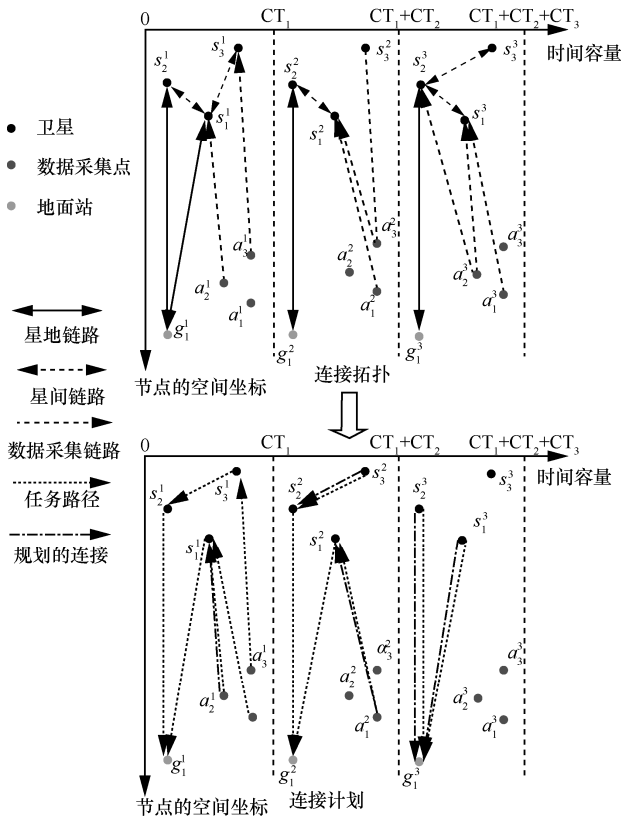 0
CT₁
CT₁+CT₂
CT₁+CT₂+CT₃
时间容量
s₂¹
s₃¹
s₁¹
s₂²
s₃²
s₁²
s₂³
s₃³
s₁³
卫星
数据采集点
地面站
a₃¹
a₂¹
a₁¹
a₃²
a₂²
a₁²
a₃³
a₂³
a₁³
g₁¹
g₁²
g₁³
星地链路
节点的空间坐标
连接拓扑
星间链路
数据采集链路
任务路径
规划的连接
0
CT₁
CT₁+CT₂
CT₁+CT₂+CT₃
时间容量
s₂¹
s₃¹
s₁¹
s₂²
s₃²
s₁²
s₂³
s₃³
s₁³
a₃¹
a₂¹
α₃²
a₂²
a₁²
a₃³
a₂³
a₁³
g₁¹
g₁²
g₁³
节点的空间坐标
连接计划